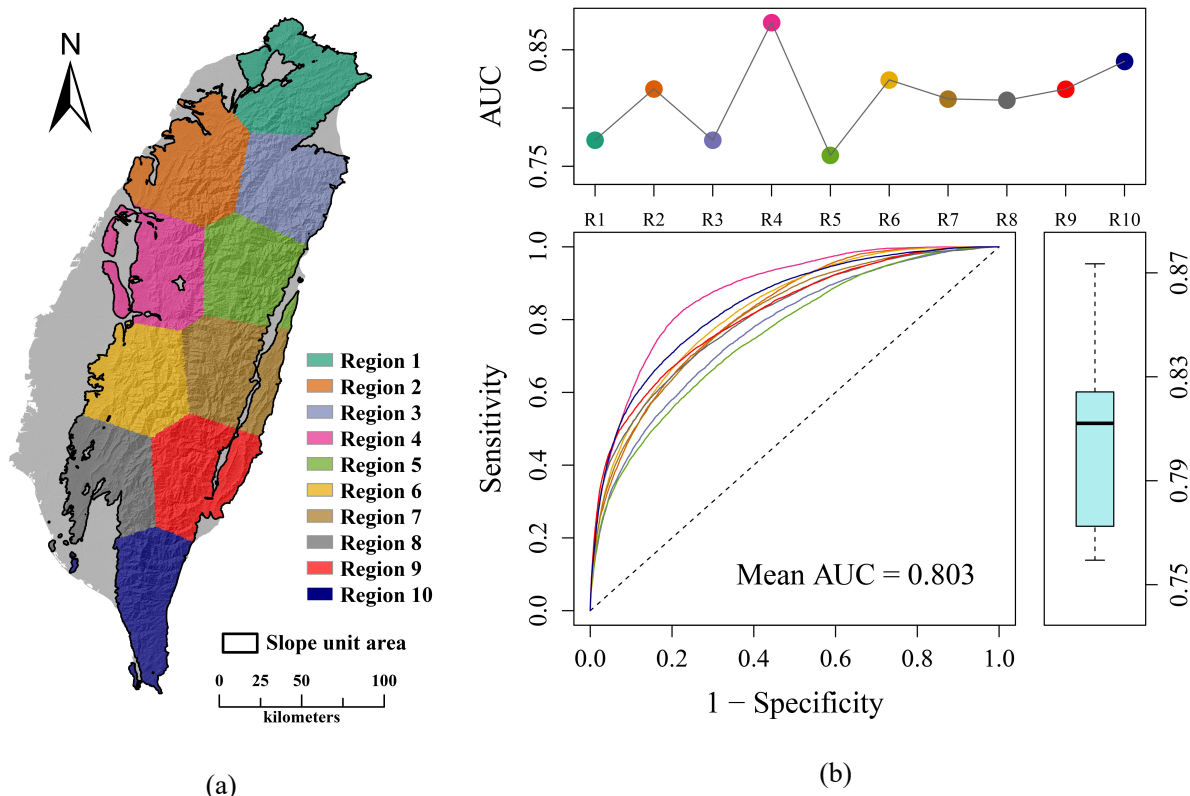 N
Region 1
Region 2
Region 3
Region 4
Region 5
Region 6
Region 7
Region 8
Region 9
Region 10
Slope unit area
0 25 50 100
kilometers
(a)
AUC
0.85
0.75
R1 R2 R3 R4 R5 R6 R7 R8 R9 R10
Sensitivity
1.0
0.8
0.6
0.4
0.2
0.0
Mean AUC = 0.803
0.0 0.2 0.4 0.6 0.8 1.0
1 − Specificity
0.87
0.83
0.79
0.75
(b)